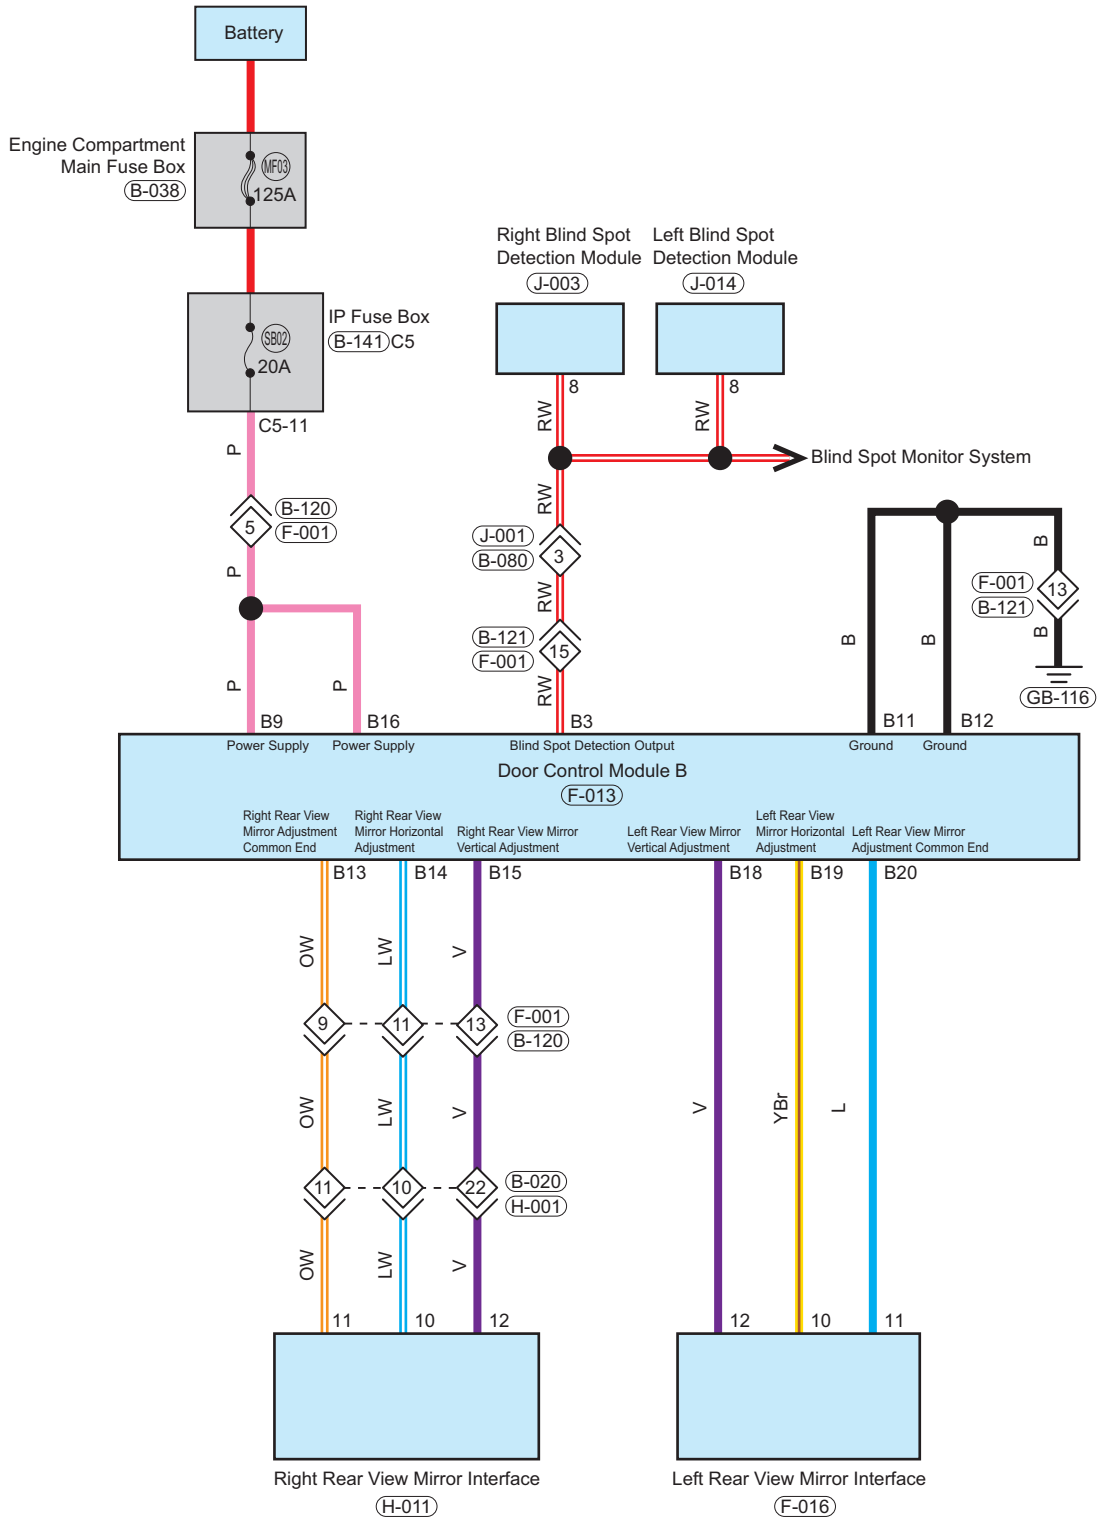 Battery
Engine Compartment
Main Fuse Box
B-038
MF03
125A
IP Fuse Box
B-141 C5
SB02
20A
C5-11
P
5
B-120
F-001
P
P
P
B9
B16
Right Blind Spot
Detection Module
J-003
Left Blind Spot
Detection Module
J-014
8
8
RW
RW
Blind Spot Monitor System
RW
J-001
B-080
3
RW
B-121
F-001
15
RW
B3
B
F-001
B-121
13
B
B
B
GB-116
B11
B12
Power Supply
Power Supply
Blind Spot Detection Output
Ground
Ground
Door Control Module B
F-013
Right Rear View
Mirror Adjustment
Common End
Right Rear View
Mirror Horizontal
Adjustment
Right Rear View Mirror
Vertical Adjustment
Left Rear View Mirror
Vertical Adjustment
Left Rear View
Mirror Horizontal
Adjustment
Left Rear View Mirror
Adjustment Common End
B13
B14
B15
B18
B19
B20
OW
LW
V
9
11
13
F-001
B-120
OW
LW
V
V
YBr
L
11
10
22
B-020
H-001
OW
LW
V
11
10
12
12
10
11
Right Rear View Mirror Interface
H-011
Left Rear View Mirror Interface
F-016